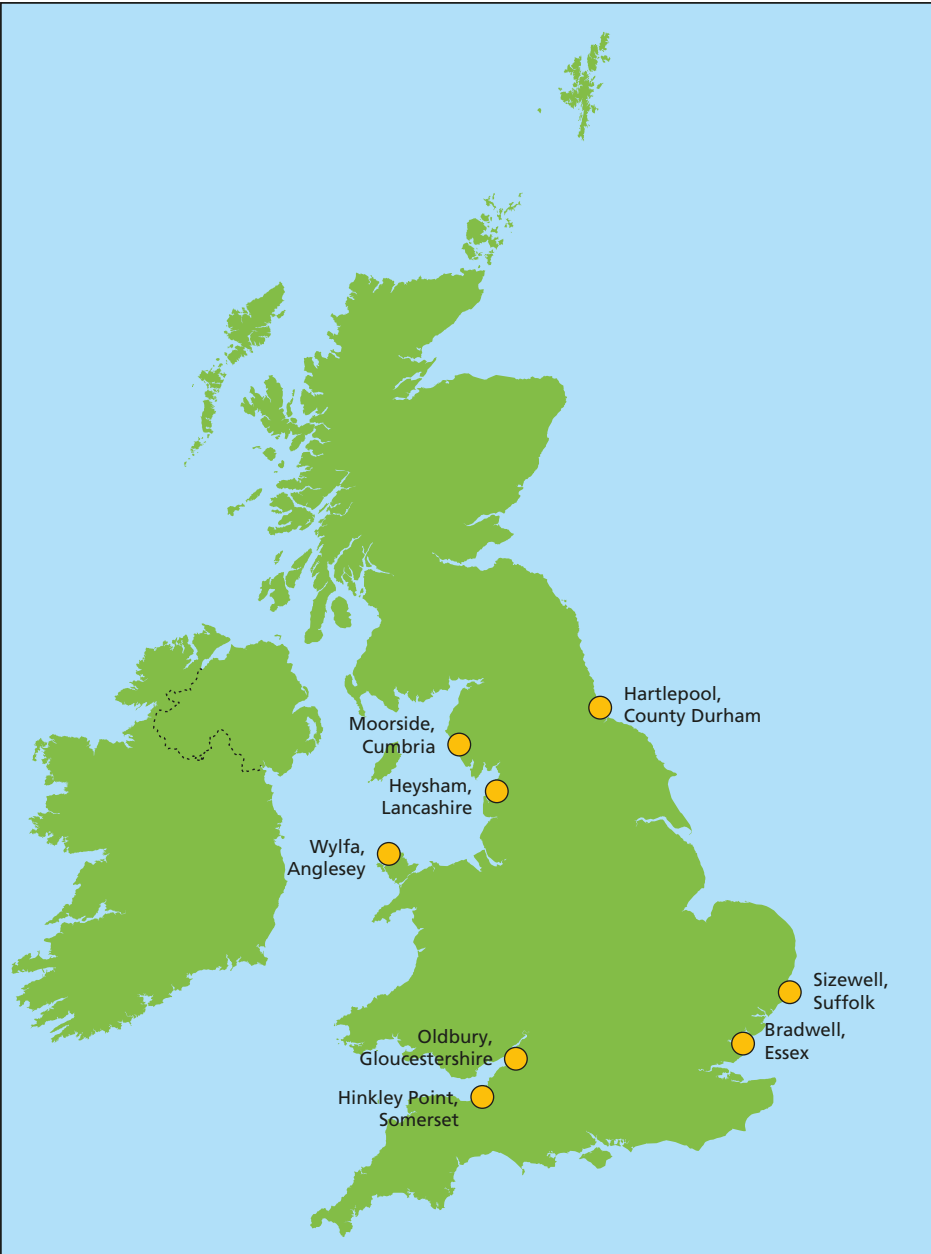 Hartlepool,
County Durham
Moorside,
Cumbria
Heysham,
Lancashire
Wylfa,
Anglesey
Sizewell,
Suffolk
Bradwell,
Essex
Oldbury,
Gloucestershire
Hinkley Point,
Somerset